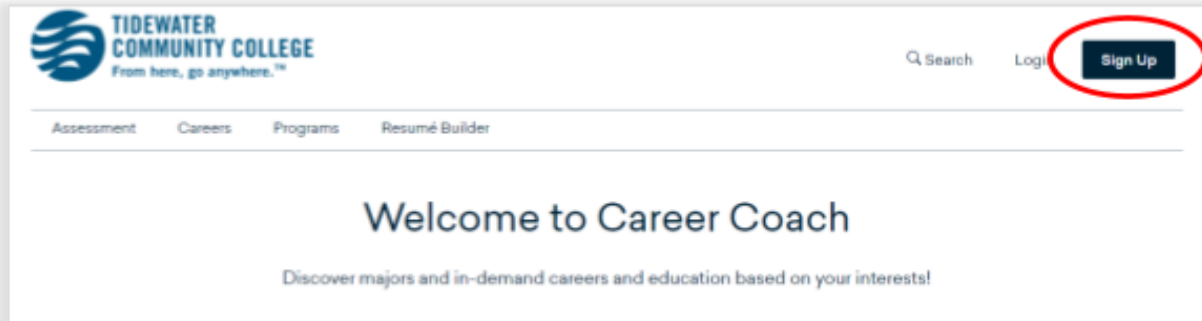 TIDEWATER
COMMUNITY COLLEGE
From here, go anywhere.™
Search Logi Sign Up
Assessment Careers Programs Resumé Builder
Welcome to Career Coach
Discover majors and in-demand careers and education based on your interests!